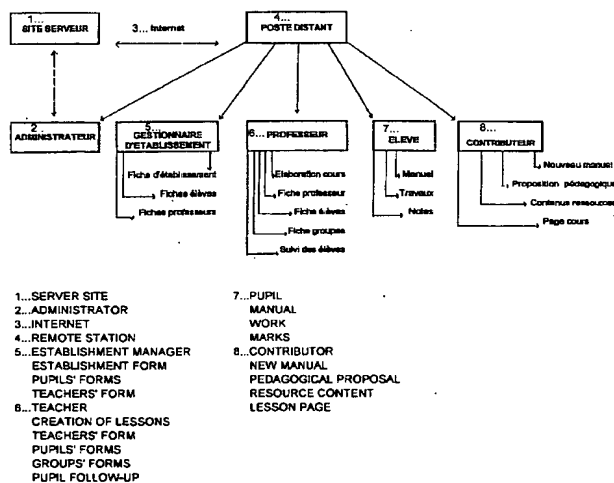 1...
SITE SERVEUR
3... Internet
4...
POSTE DISTANT
2...
ADMINISTRATEUR
5...
GESTIONNAIRE
D'ETABLISSEMENT
Fiche d'établissement
Fiches élèves
Fiches professeurs
6... PROFESSEUR
Elaboration cours
Fiche professeur
Fiche élèves
Fiche groupes
Suivi des élèves
7...
ELEVE
Manuel
Travaux
Notes
8...
CONTRIBUTEUR
Nouveau manuel
Proposition pédagogique
Contenus ressources
Page cours
1...SERVER SITE
2...ADMINISTRATOR
3...INTERNET
4...REMOTE STATION
5...ESTABLISHMENT MANAGER
ESTABLISHMENT FORM
PUPILS' FORMS
TEACHERS' FORM
6...TEACHER
CREATION OF LESSONS
TEACHERS' FORM
PUPILS' FORMS
GROUPS' FORMS
PUPIL FOLLOW-UP
7...PUPIL
MANUAL
WORK
MARKS
8...CONTRIBUTOR
NEW MANUAL
PEDAGOGICAL PROPOSAL
RESOURCE CONTENT
LESSON PAGE